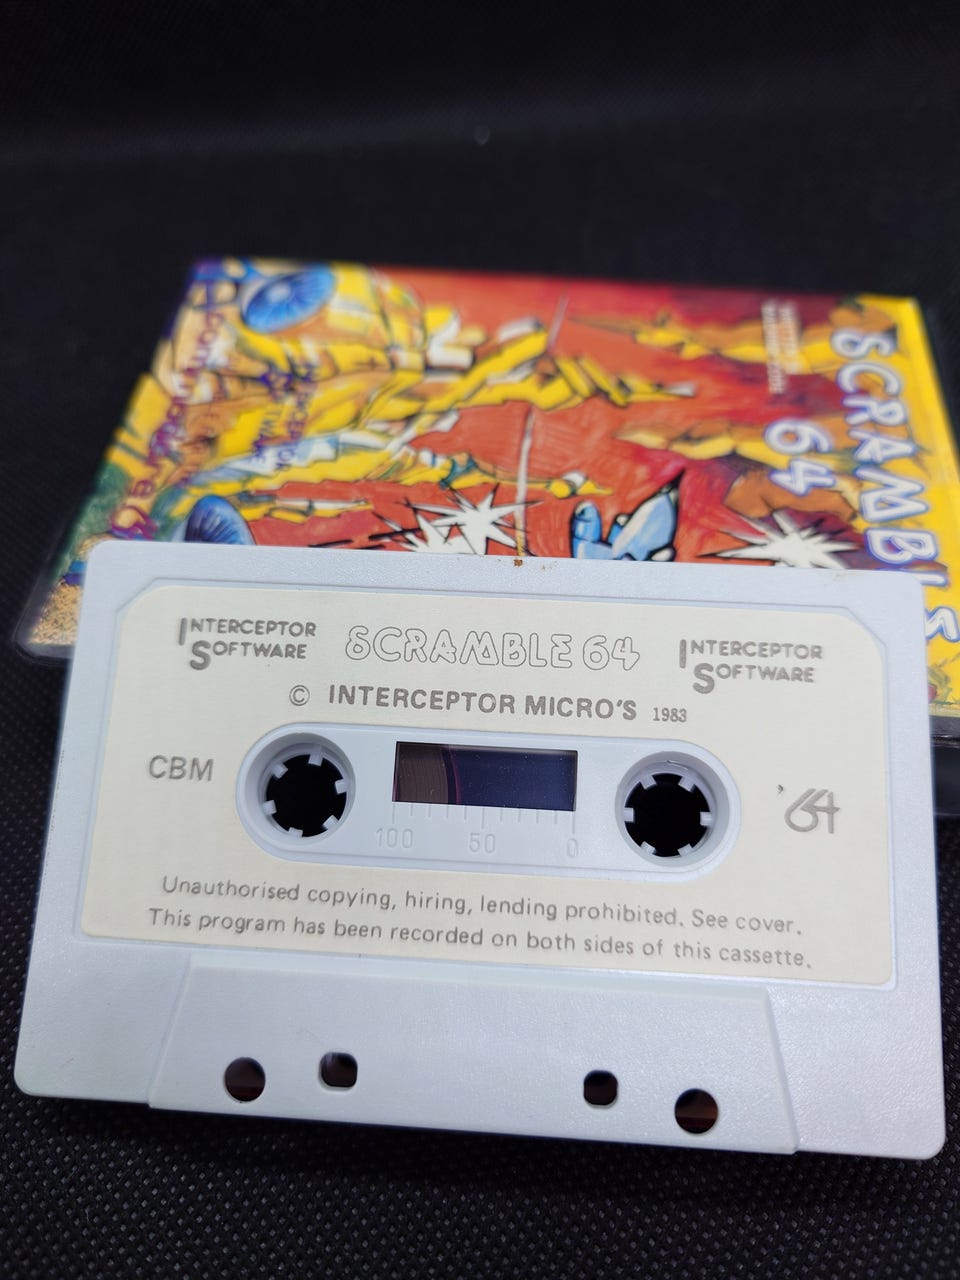 SCRAMBLE
64
INTERCEPTOR
SOFTWARE
SCRAMBLE 64
INTERCEPTOR
SOFTWARE
© INTERCEPTOR MICRO'S 1983
CBM
'64
100 50 0
Unauthorised copying, hiring, lending prohibited. See cover.
This program has been recorded on both sides of this cassette.